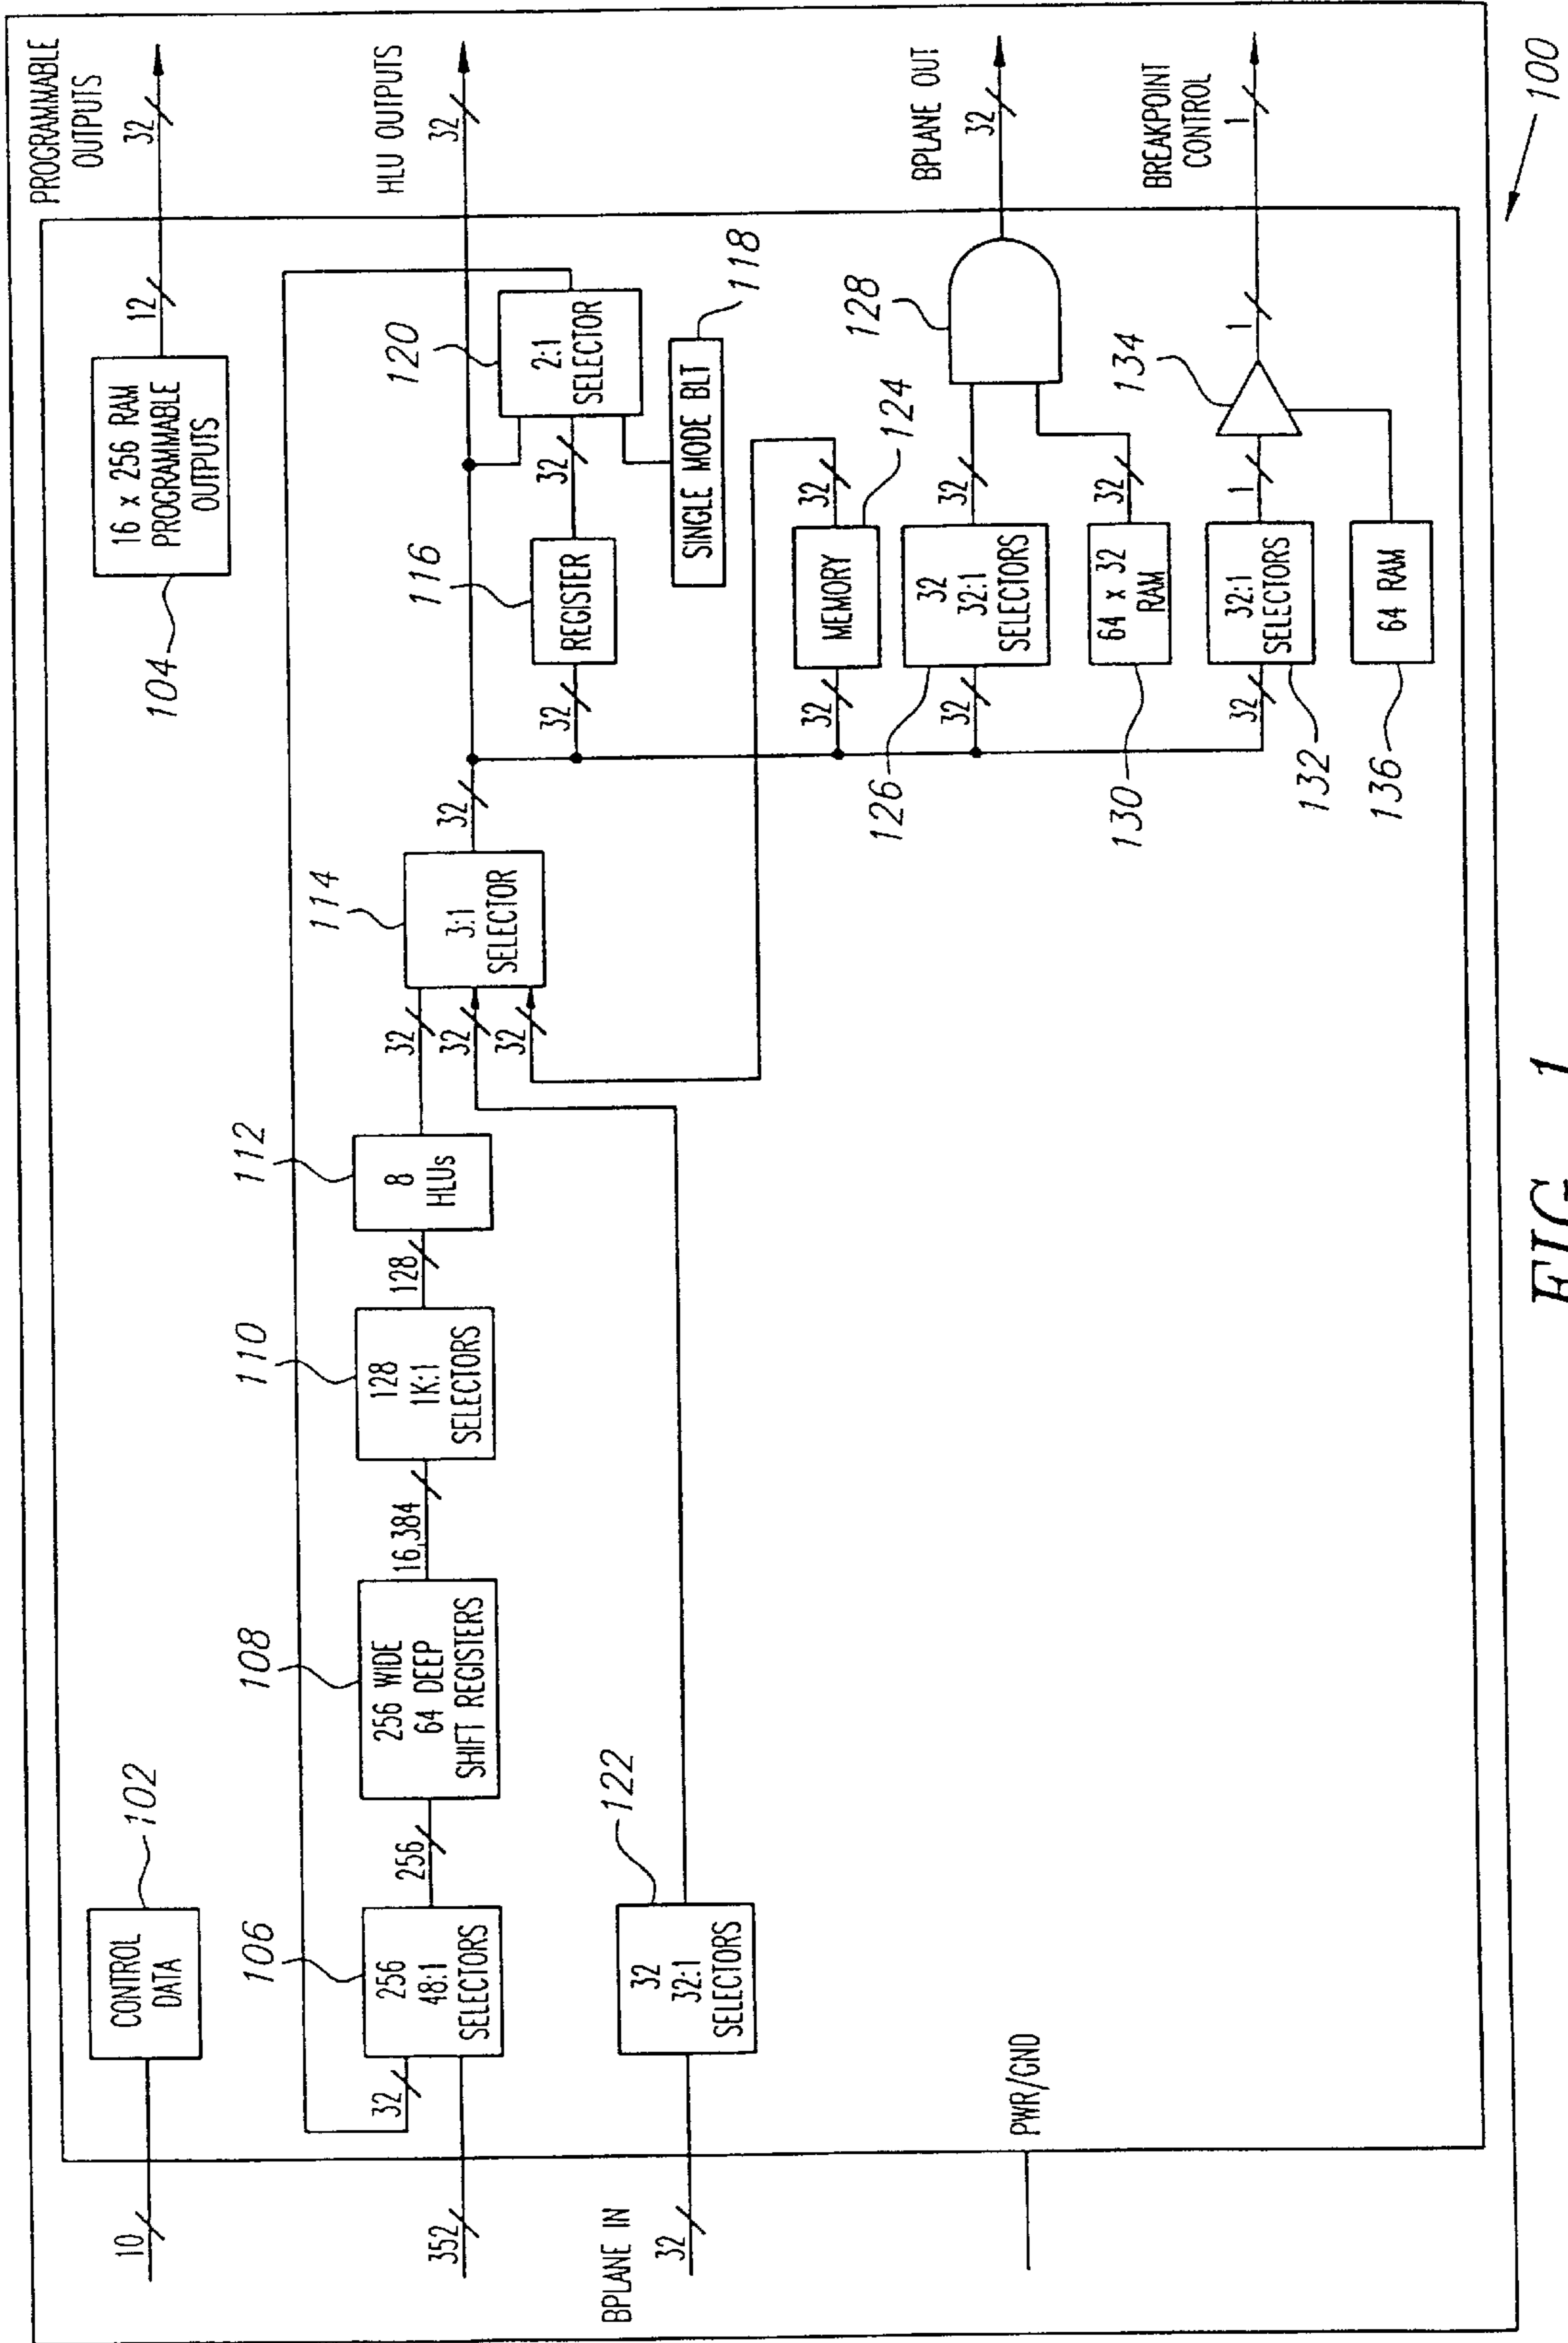 PROGRAMMABLE
OUTPUTS
32
12
16 x 256 RAM
PROGRAMMABLE
OUTPUTS
104
CONTROL
DATA
102
10
HLU OUTPUTS
32
352
32
256
48:1
SELECTORS
106
256
256 WIDE
64 DEEP
SHIFT REGISTERS
108
16,384
128
1K:1
SELECTORS
110
128
8
HLUs
112
32
32
32
3:1
SELECTOR
114
32
32
REGISTER
116
32
2:1
SELECTOR
120
SINGLE MODE BLT
118
BPLANE IN
32
32
32:1
SELECTORS
122
32
MEMORY
124
32
32
32
32:1
SELECTORS
126
32
128
BPLANE OUT
32
64 x 32
RAM
130
32
32
32:1
SELECTORS
132
1
134
1
1
BREAKPOINT
CONTROL
64 RAM
136
PWR/GND
100
FIG. 1